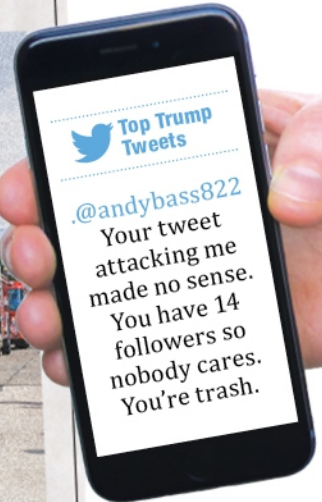 Top Trump
Tweets
.@andybass822
Your tweet
attacking me
made no sense.
You have 14
followers so
nobody cares.
You’re trash.